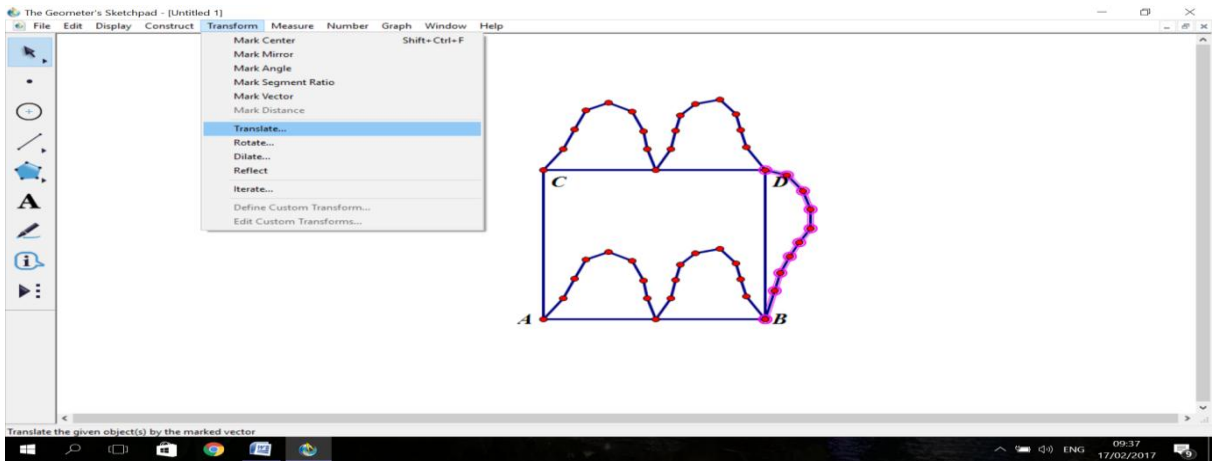 The Geometer's Sketchpad - [Untitled 1]
File Edit Display Construct Transform Measure Number Graph Window Help
Mark Center Shift+Ctrl+F
Mark Mirror
Mark Angle
Mark Segment Ratio
Mark Vector
Mark Distance
Translate...
Rotate...
Dilate...
Reflect
Iterate...
Define Custom Transform...
Edit Custom Transforms...
A
C
D
A
B
Translate the given object(s) by the marked vector
ENG
09:37
17/02/2017
9